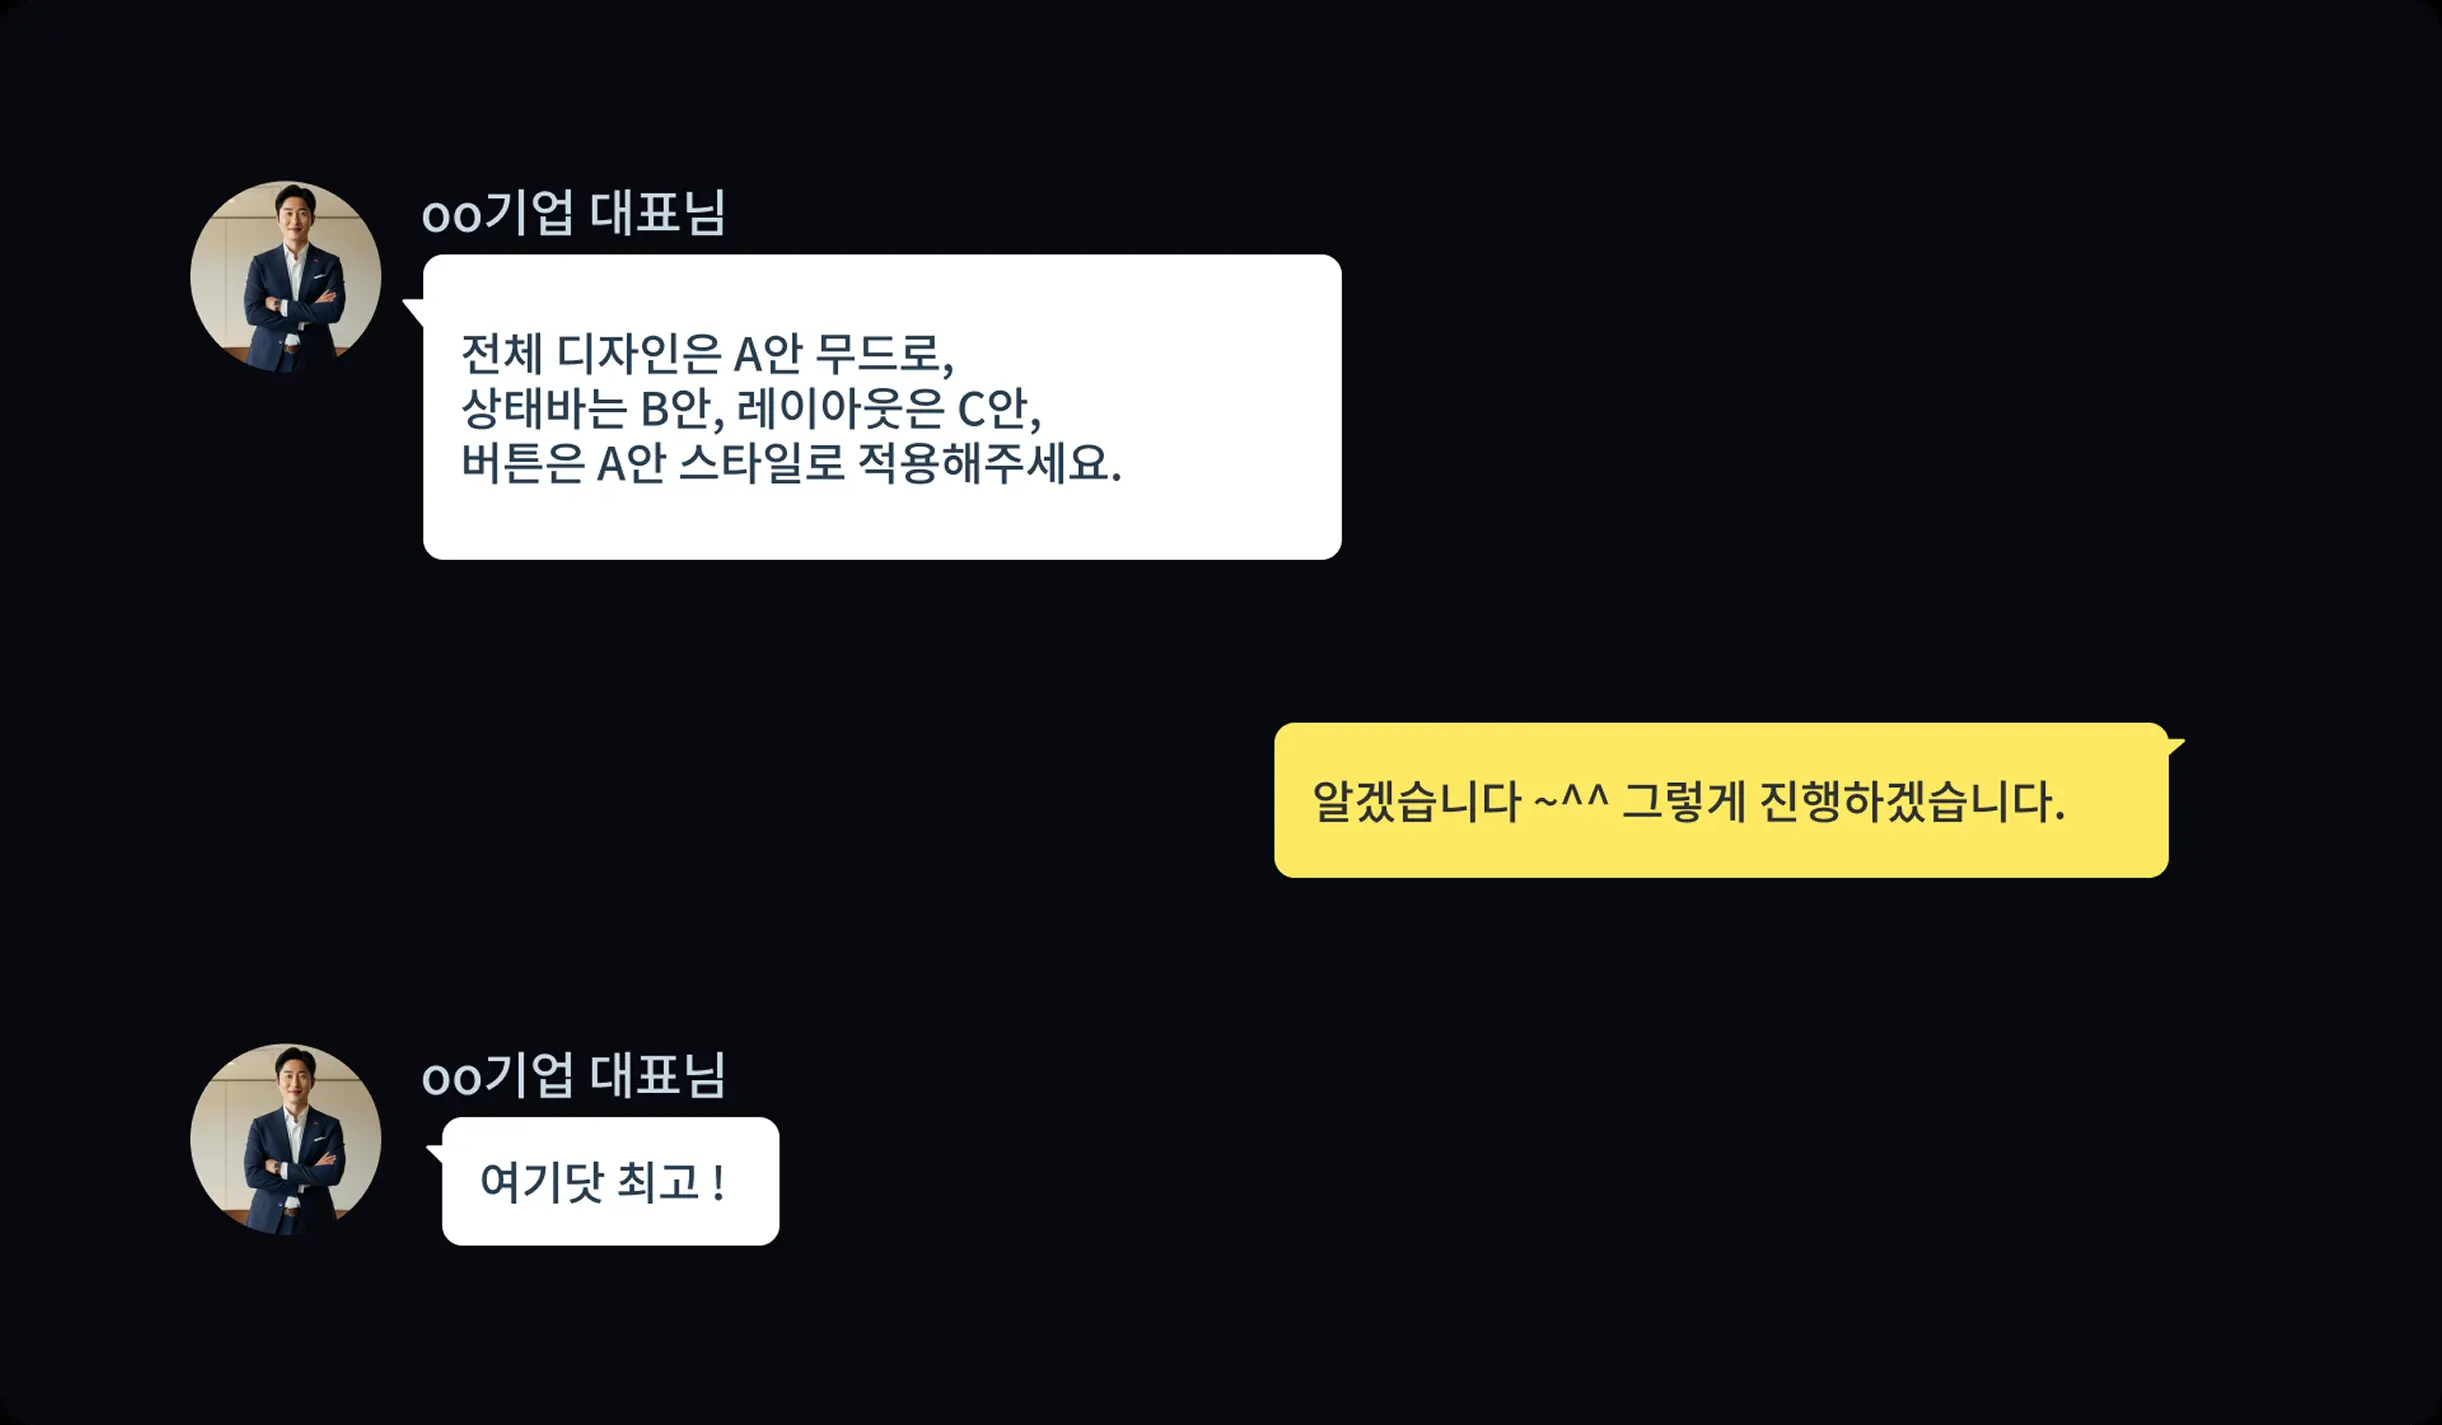 oo기업 대표님
전체 디자인은 A안 무드로,
상태바는 B안, 레이아웃은 C안,
버튼은 A안 스타일로 적용해주세요.
알겠습니다 ~^^ 그렇게 진행하겠습니다.
oo기업 대표님
여기닷 최고 !